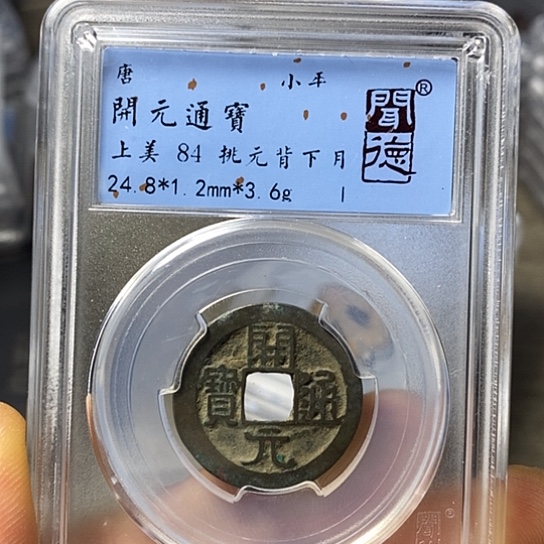 唐 小平
開元通寶
上美 84 挑元背下月
24.8*1.2mm*3.6g 1
聞德®
開元通寶